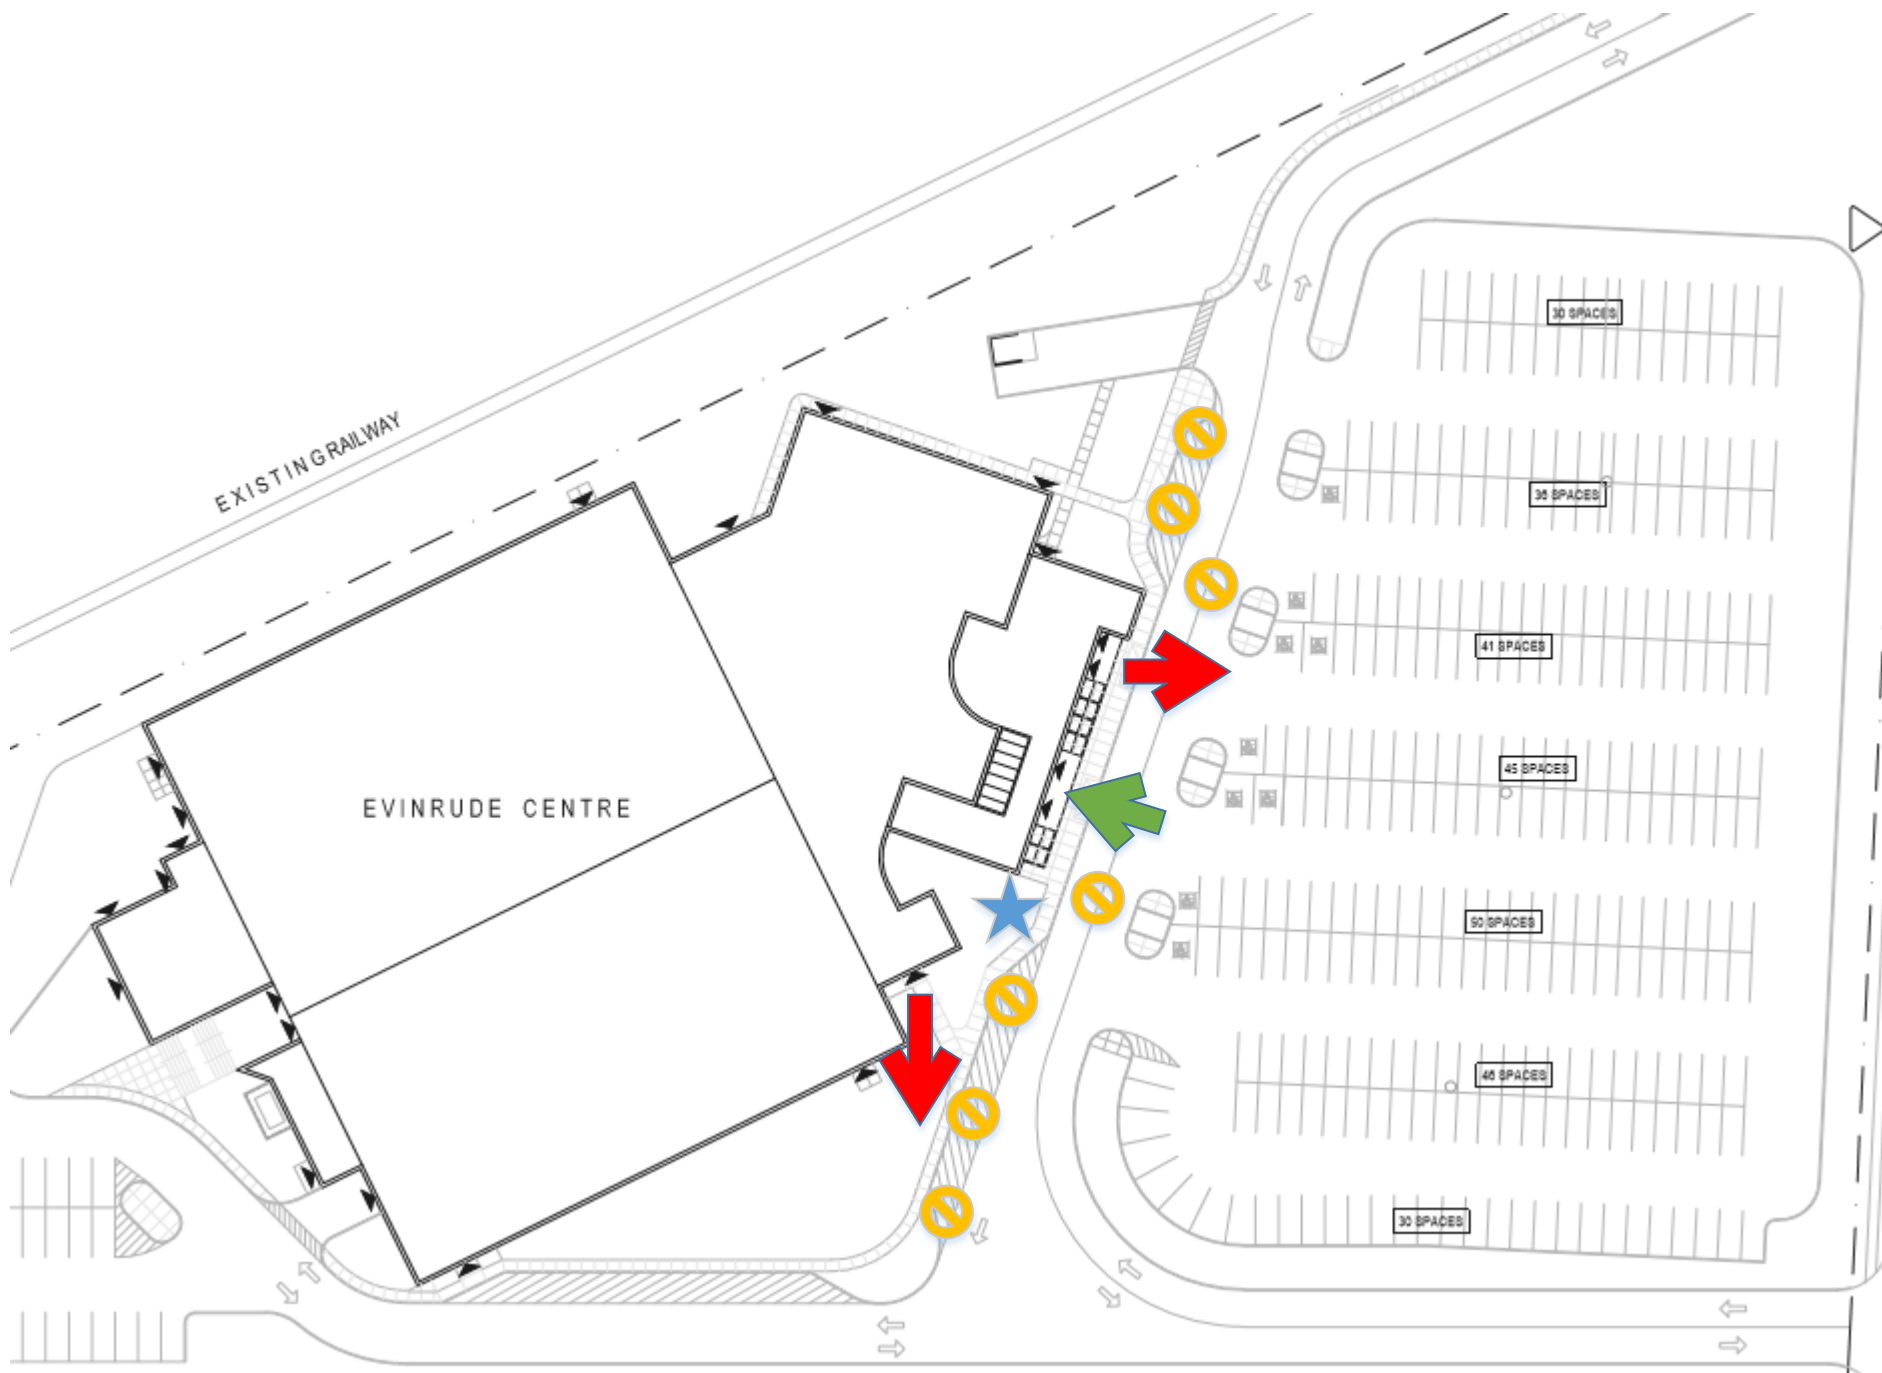 30 SPACES
EXISTING RAILWAY
36 SPACES
41 SPACES
45 SPACES
EVINRUDE CENTRE
50 SPACES
46 SPACES
30 SPACES